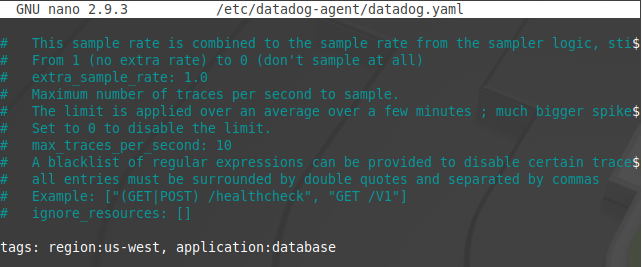 GNU nano 2.9.3 /etc/datadog-agent/datadog.yaml
# This sample rate is combined to the sample rate from the sampler logic, sti$
# From 1 (no extra rate) to 0 (don't sample at all)
# extra_sample_rate: 1.0
# Maximum number of traces per second to sample.
# The limit is applied over an average over a few minutes ; much bigger spike$
# Set to 0 to disable the limit.
# max_traces_per_second: 10
# A blacklist of regular expressions can be provided to disable certain trace$
# all entries must be surrounded by double quotes and separated by commas
# Example: ["(GET|POST) /healthcheck", "GET /V1"]
# ignore_resources: []
tags: region:us-west, application:database